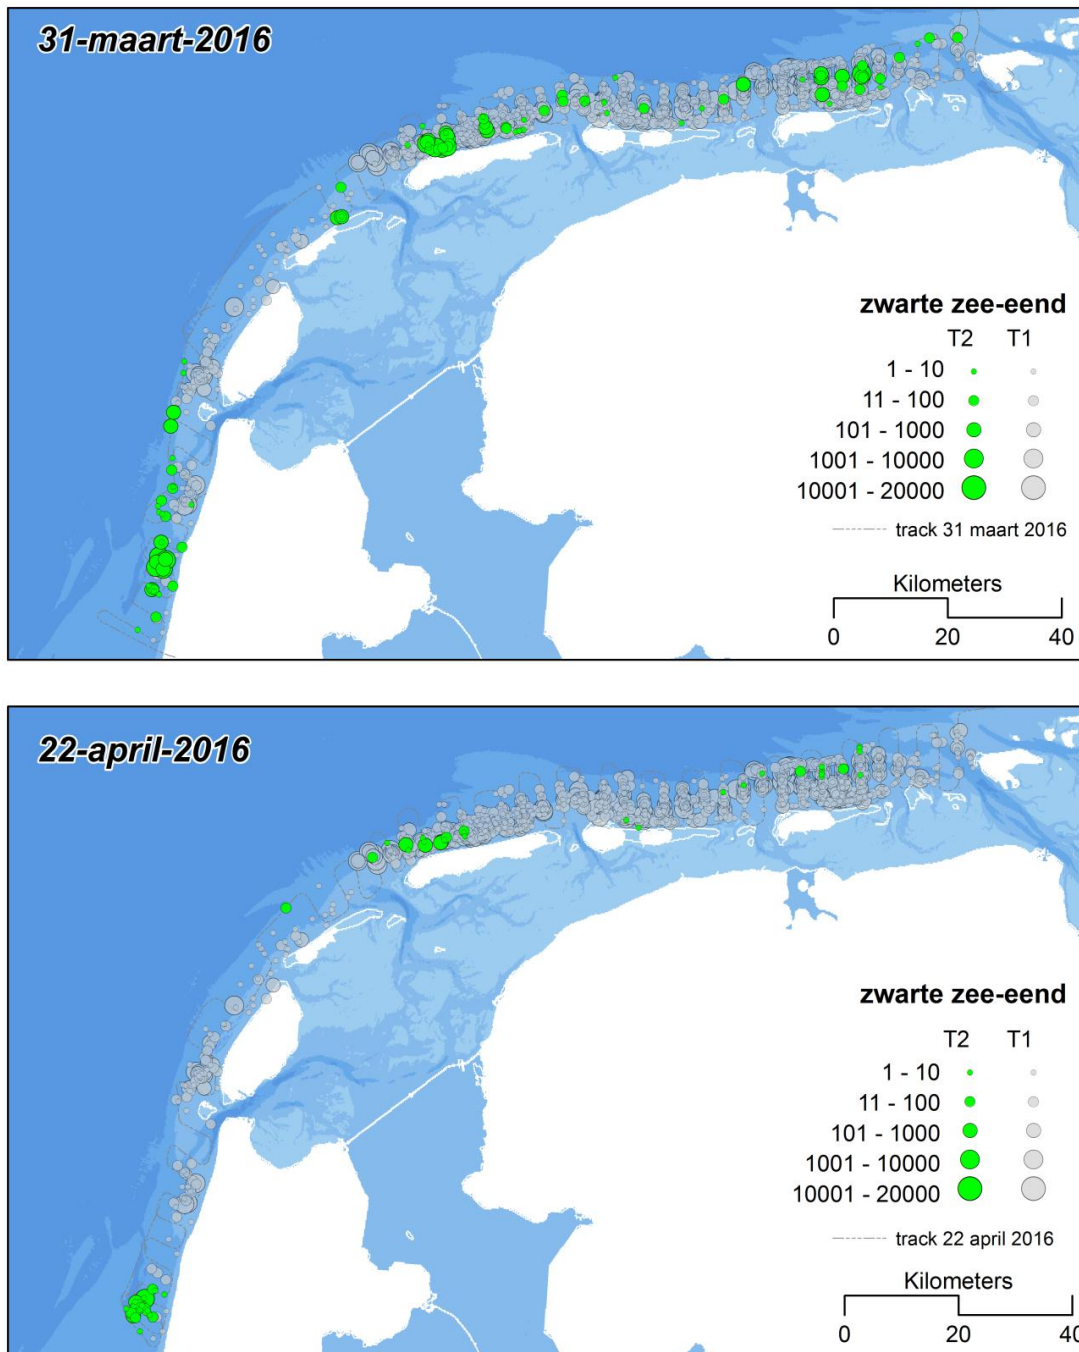 31-maart-2016
zwarte zee-eend
T2 T1
1 - 10
11 - 100
101 - 1000
1001 - 10000
10001 - 20000
track 31 maart 2016
Kilometers
0 20 40
22-april-2016
zwarte zee-eend
T2 T1
1 - 10
11 - 100
101 - 1000
1001 - 10000
10001 - 20000
track 22 april 2016
Kilometers
0 20 40